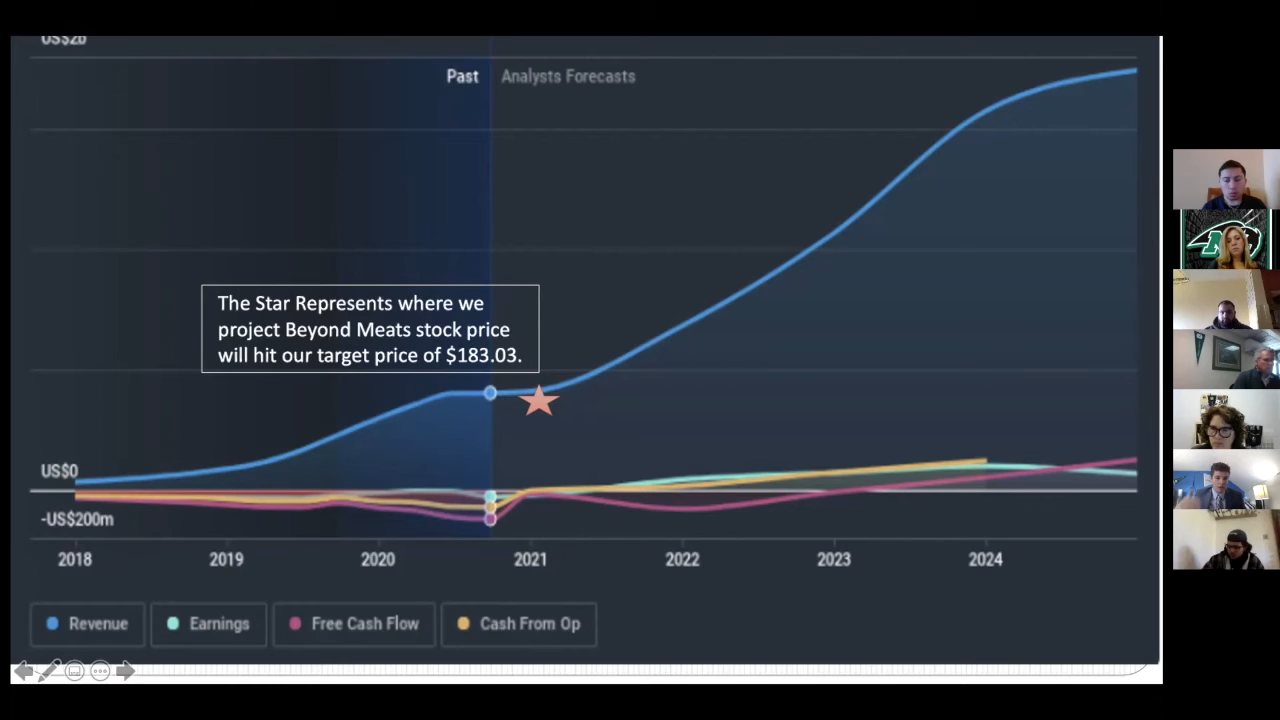 US$2b
Past
Analysts Forecasts
The Star Represents where we
project Beyond Meats stock price
will hit our target price of $183.03.
US$0
-US$200m
2018 2019 2020 2021 2022 2023 2024
Revenue Earnings Free Cash Flow Cash From Op